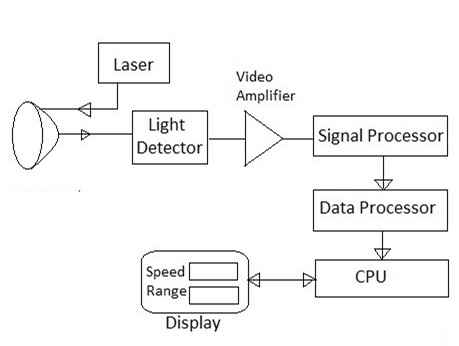 Laser
Video
Amplifier
Light
Detector
Signal Processor
Data Processor
CPU
Speed
Range
Display